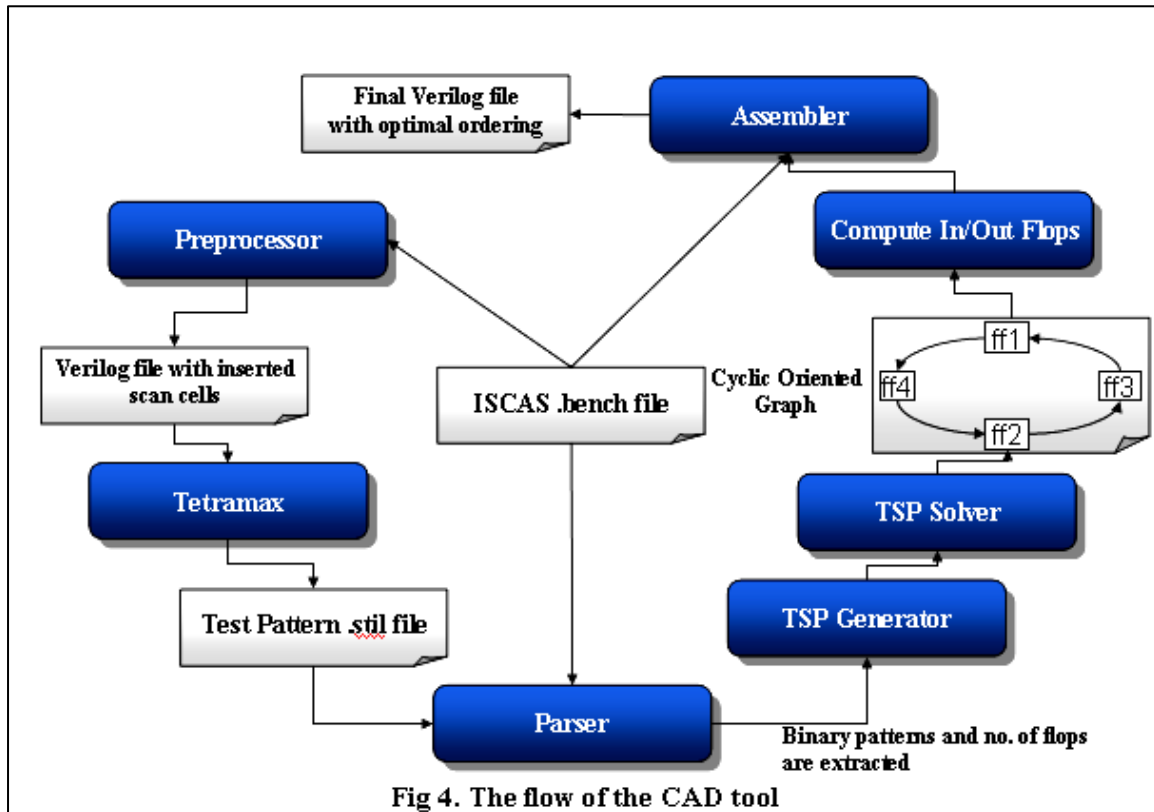 Final Verilog file
with optimal ordering
Assembler
Preprocessor
Compute In/Out Flops
Verilog file with inserted
scan cells
ISCAS .bench file
Cyclic Oriented
Graph
ff1
ff4
ff3
ff2
Tetramax
TSP Solver
Test Pattern .stil file
TSP Generator
Parser
Binary patterns and no. of flops
are extracted
Fig 4. The flow of the CAD tool